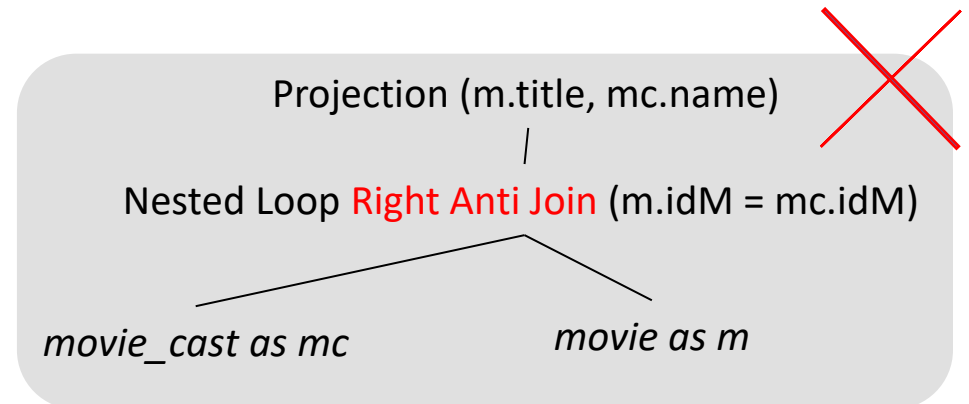 Projection (m.title, mc.name)
Nested Loop Right Anti Join (m.idM = mc.idM)
movie_cast as mc
movie as m